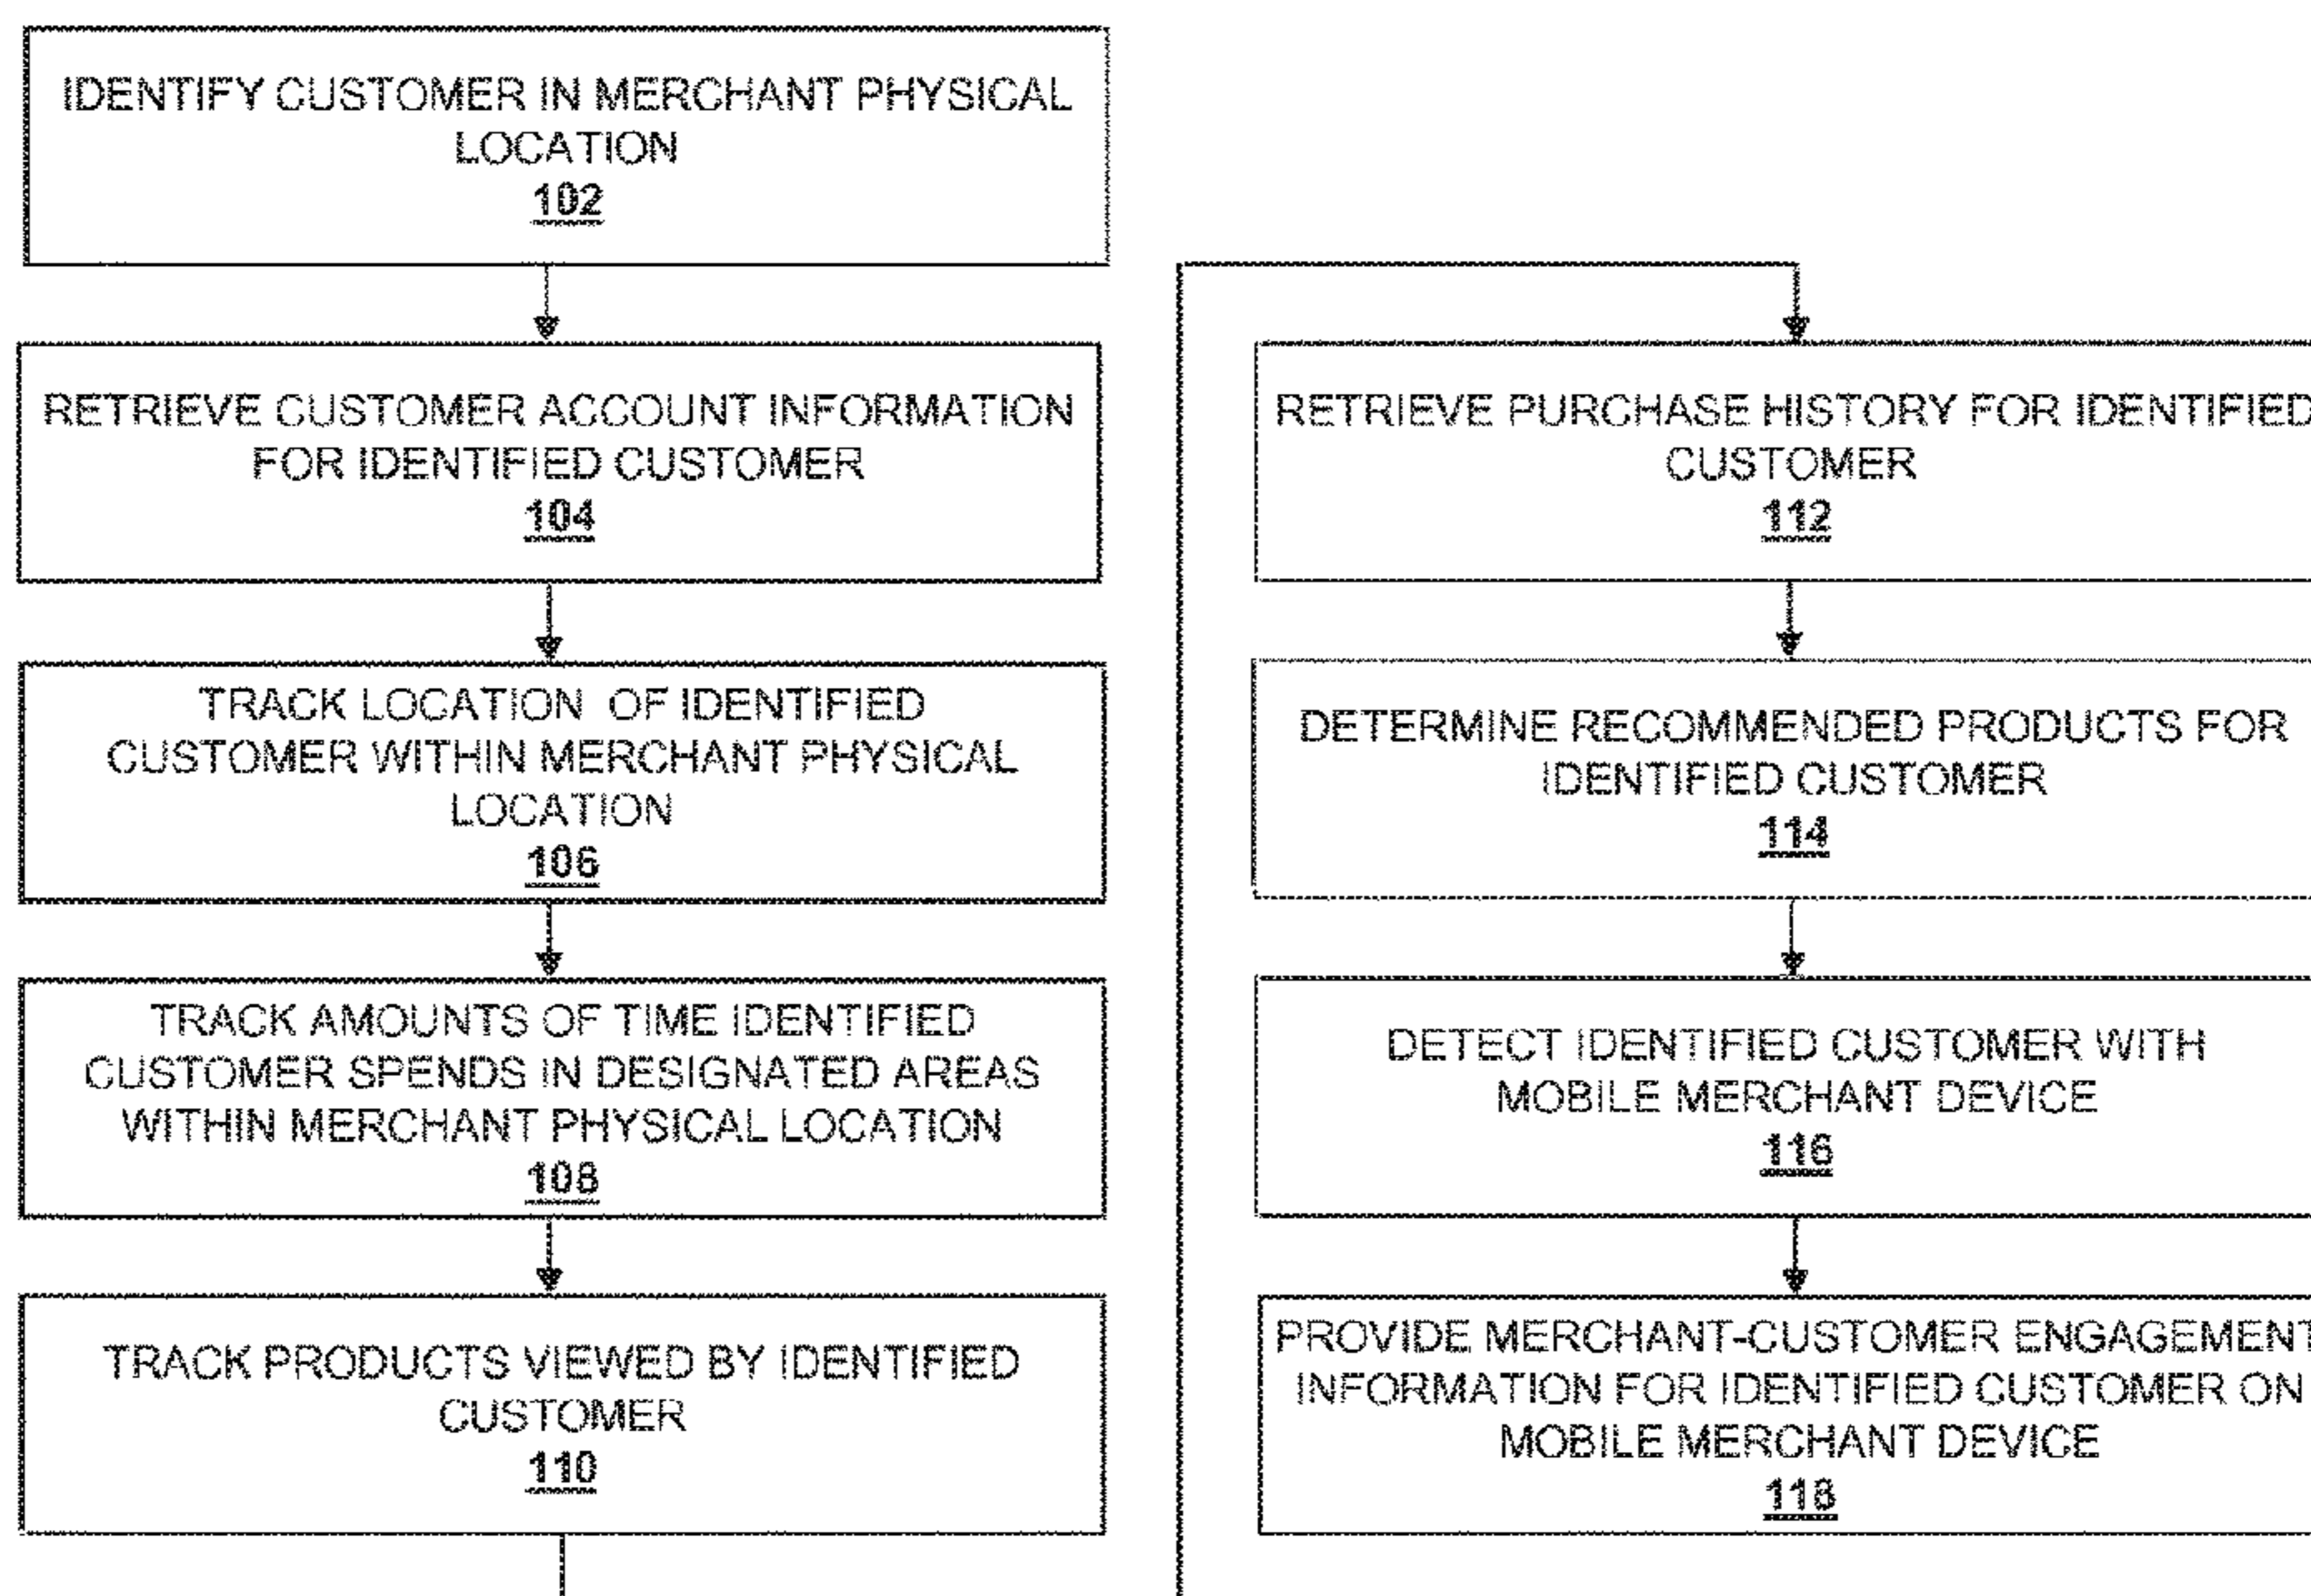 IDENTIFY CUSTOMER IN MERCHANT PHYSICAL
LOCATION
102
RETRIEVE CUSTOMER ACCOUNT INFORMATION
FOR IDENTIFIED CUSTOMER
104
TRACK LOCATION OF IDENTIFIED
CUSTOMER WITHIN MERCHANT PHYSICAL
LOCATION
106
TRACK AMOUNTS OF TIME IDENTIFIED
CUSTOMER SPENDS IN DESIGNATED AREAS
WITHIN MERCHANT PHYSICAL LOCATION
108
TRACK PRODUCTS VIEWED BY IDENTIFIED
CUSTOMER
110
RETRIEVE PURCHASE HISTORY FOR IDENTIFIED
CUSTOMER
112
DETERMINE RECOMMENDED PRODUCTS FOR
IDENTIFIED CUSTOMER
114
DETECT IDENTIFIED CUSTOMER WITH
MOBILE MERCHANT DEVICE
116
PROVIDE MERCHANT-CUSTOMER ENGAGEMENT
INFORMATION FOR IDENTIFIED CUSTOMER ON
MOBILE MERCHANT DEVICE
118